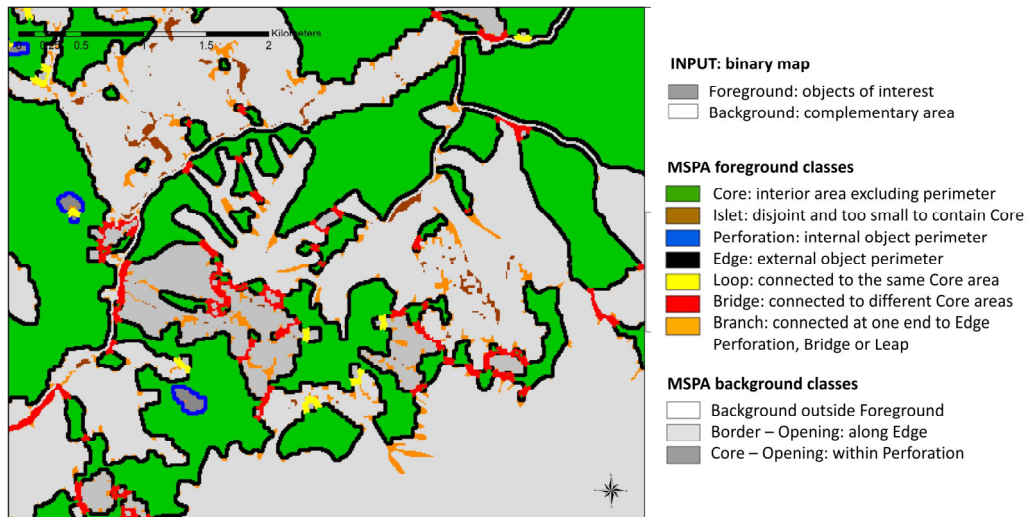 Kilometers
0 0.25 0.5 1 1.5 2
INPUT: binary map
Foreground: objects of interest
Background: complementary area
MSPA foreground classes
Core: interior area excluding perimeter
Islet: disjoint and too small to contain Core
Perforation: internal object perimeter
Edge: external object perimeter
Loop: connected to the same Core area
Bridge: connected to different Core areas
Branch: connected at one end to Edge
Perforation, Bridge or Leap
MSPA background classes
Background outside Foreground
Border – Opening: along Edge
Core – Opening: within Perforation